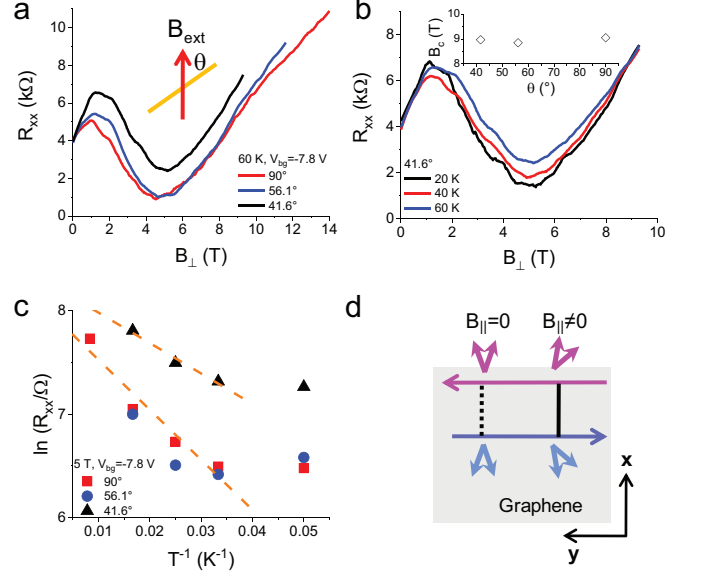 a
B_ext
θ
R_xx (kΩ)
10
8
6
4
2
0
60 K, V_bg=-7.8 V
90°
56.1°
41.6°
0 2 4 6 8 10 12 14
B_⊥ (T)
b
R_xx (kΩ)
8
6
4
2
0
B_c (T)
10
9
8
40 50 60 70 80 90
θ (°)
41.6°
20 K
40 K
60 K
0 2 4 6 8 10
B_⊥ (T)
c
ln (R_xx/Ω)
8
7
6
5 T, V_bg=-7.8 V
90°
56.1°
41.6°
0.01 0.02 0.03 0.04 0.05
T^-1 (K^-1)
d
B_||=0 B_||≠0
Graphene
x
y